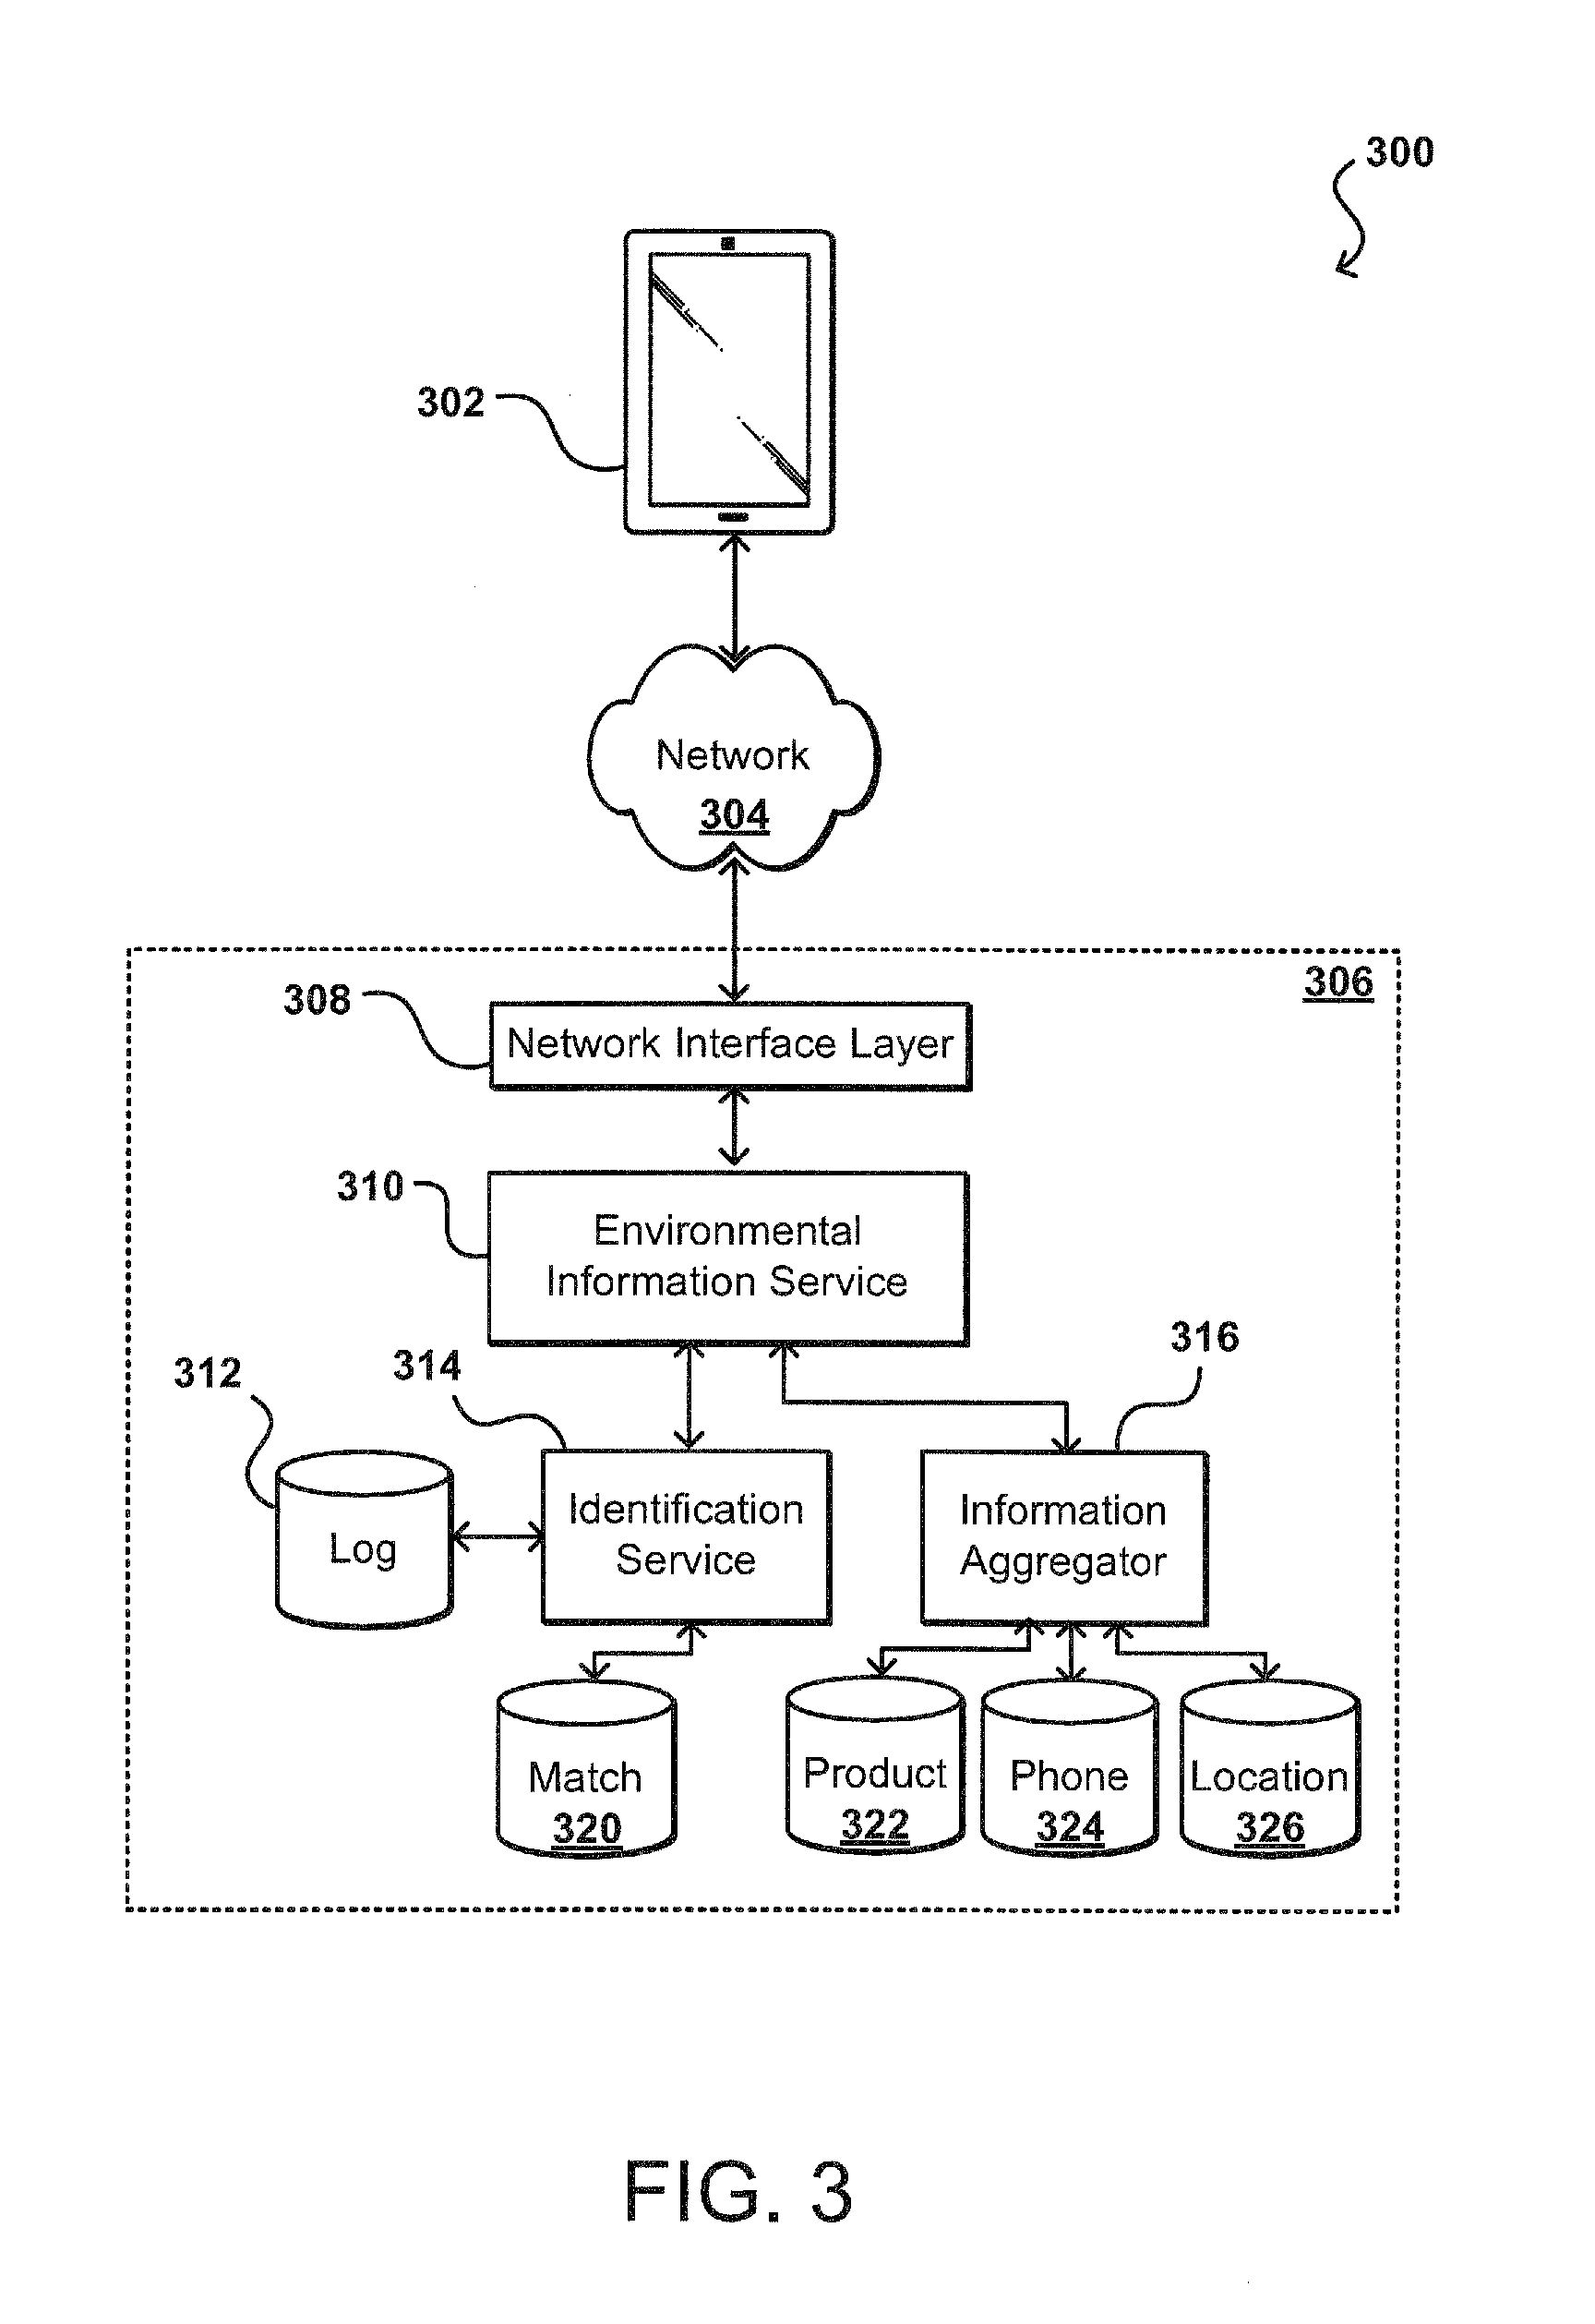 300
302
Network
304
306
308
Network Interface Layer
310
Environmental
Information Service
312
314
316
Log
Identification
Service
Information
Aggregator
Match
320
Product
322
Phone
324
Location
326
FIG. 3